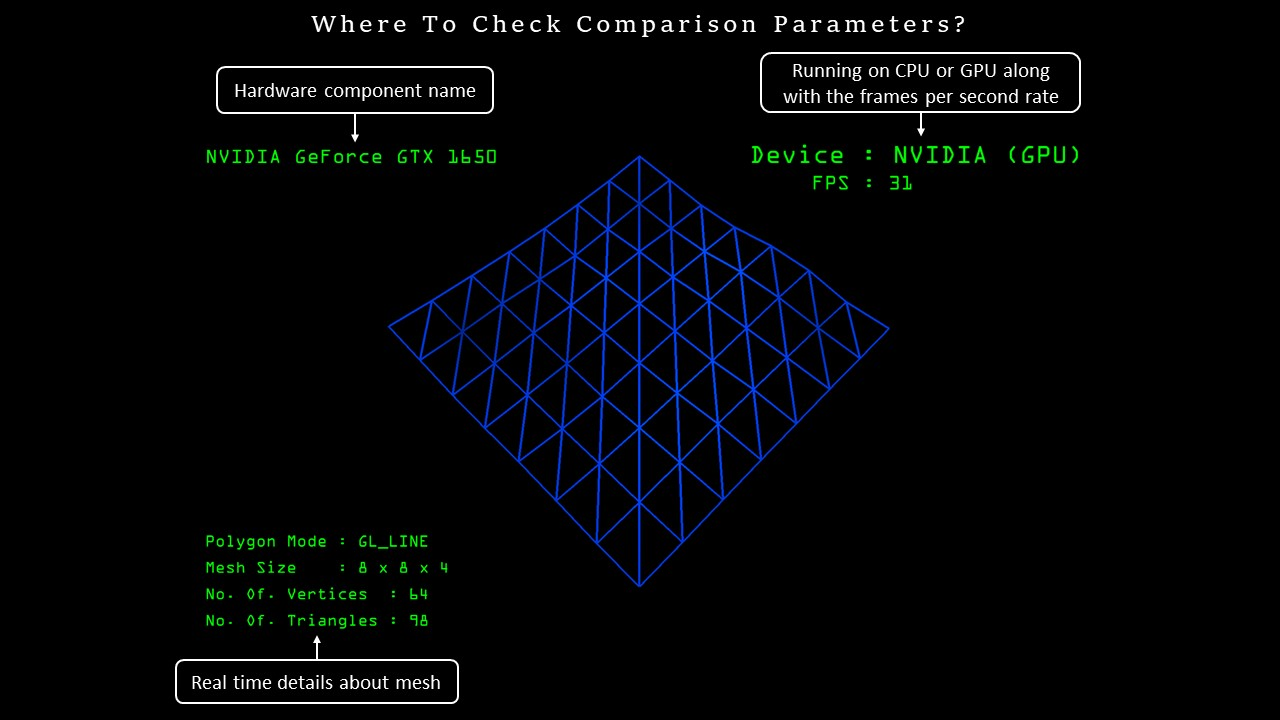 Where To Check Comparison Parameters?
Hardware component name
Running on CPU or GPU along
with the frames per second rate
NVIDIA GeForce GTX 1650
Device : NVIDIA (GPU)
FPS : 31
Polygon Mode : GL_LINE
Mesh Size : 8 x 8 x 4
No. Of. Vertices : 64
No. Of. Triangles : 98
Real time details about mesh